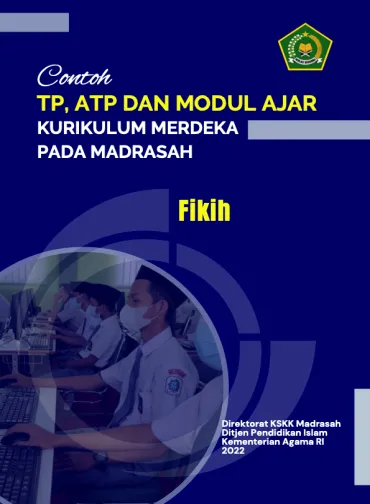 Contoh
TP, ATP DAN MODUL AJAR
KURIKULUM MERDEKA
PADA MADRASAH
Fikih
Direktorat KSKK Madrasah
Ditjen Pendidikan Islam
Kementerian Agama RI
2022